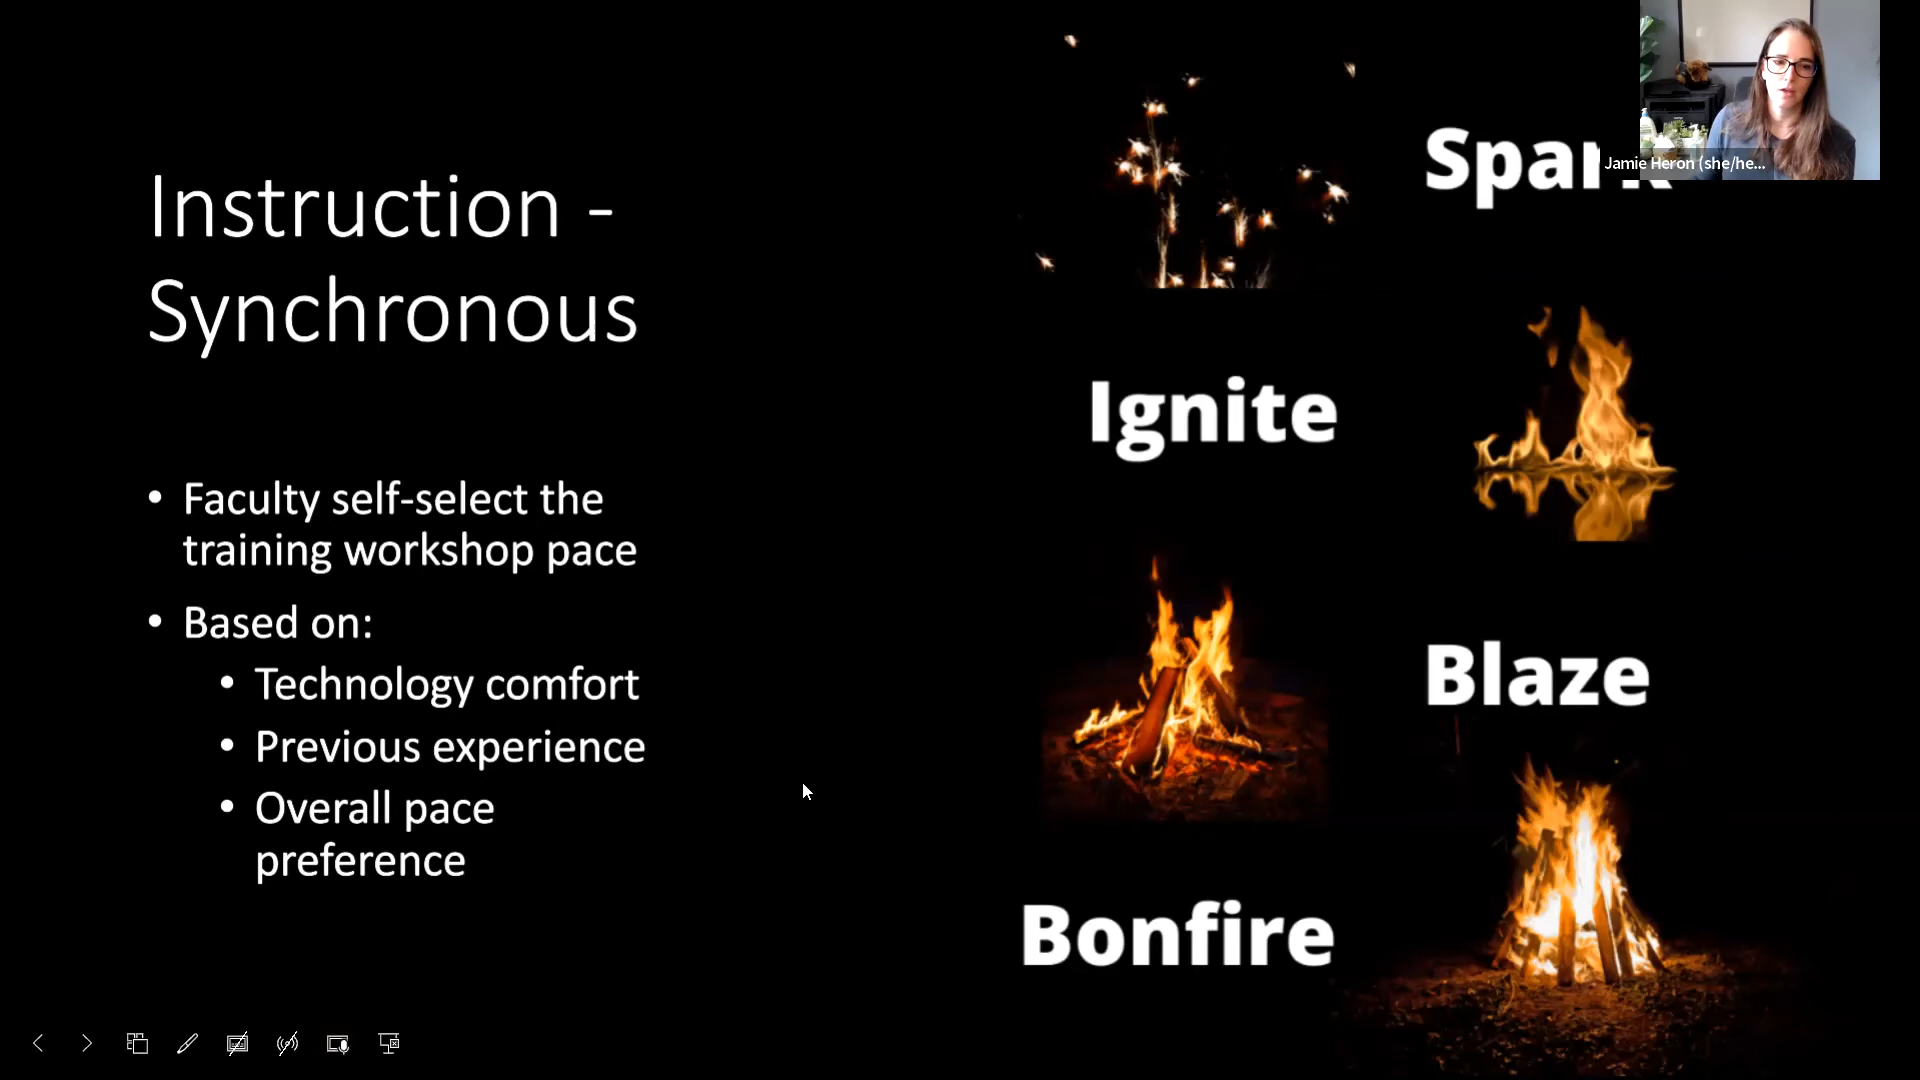 Instruction -
Synchronous
• Faculty self-select the
training workshop pace
• Based on:
• Technology comfort
• Previous experience
• Overall pace
preference
Spark
Ignite
Blaze
Bonfire
Jamie Heron (she/he...